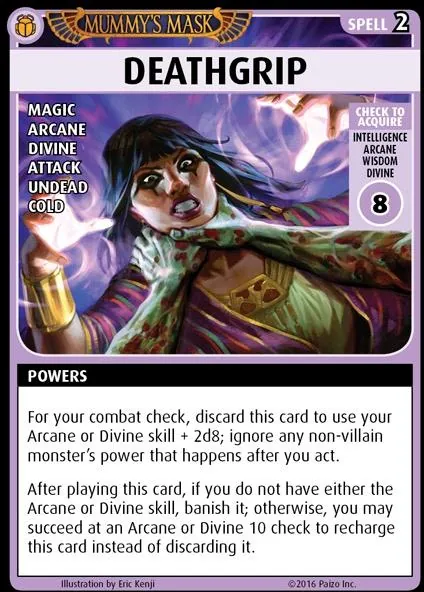 MUMMY'S MASK
SPELL 2
DEATHGRIP
MAGIC
ARCANE
DIVINE
ATTACK
UNDEAD
COLD
CHECK TO
ACQUIRE
INTELLIGENCE
ARCANE
WISDOM
DIVINE
8
POWERS
For your combat check, discard this card to use your
Arcane or Divine skill + 2d8; ignore any non-villain
monster's power that happens after you act.
After playing this card, if you do not have either the
Arcane or Divine skill, banish it; otherwise, you may
succeed at an Arcane or Divine 10 check to recharge
this card instead of discarding it.
Illustration by Eric Kenji
©2016 Paizo Inc.